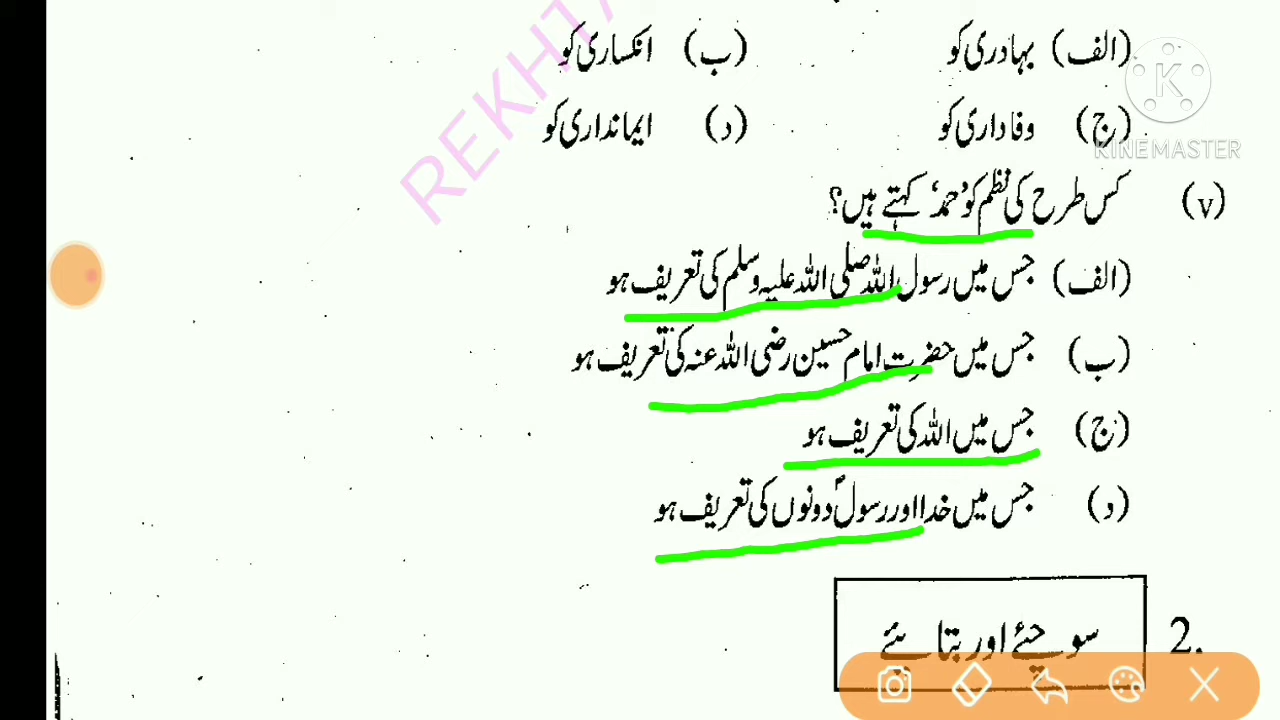 (الف) بہادری کو (ب) انکساری کو
(ج) وفاداری کو (د) ایمانداری کو
(v) کس طرح کی نظم کو ’حمد‘ کہتے ہیں؟
(الف) جس میں رسول اللہ صلی اللہ علیہ وسلم کی تعریف ہو
(ب) جس میں حضرت امام حسین رضی اللہ عنہ کی تعریف ہو
(ج) جس میں اللہ کی تعریف ہو
(د) جس میں خدا اور رسولؐ دونوں کی تعریف ہو
2. سوچئے اور بتائیے
KINEMASTER